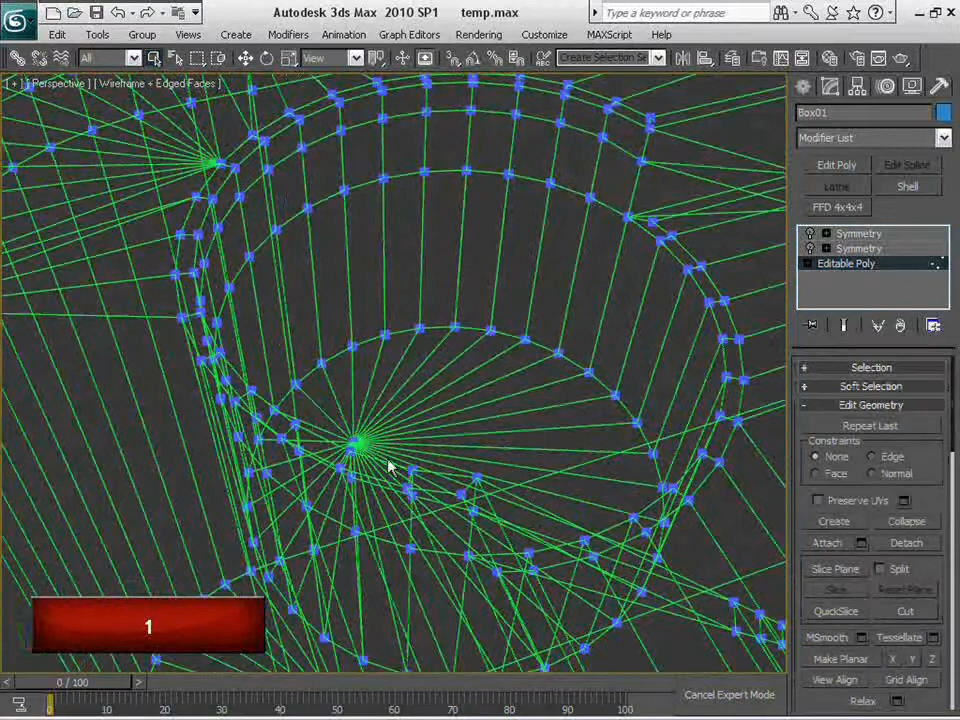 Autodesk 3ds Max 2010 SP1 temp.max
Type a keyword or phrase
Edit Tools Group Views Create Modifiers Animation Graph Editors Rendering Customize MAXScript Help
All View Create Selection Se
[ + ] [ Perspective ] [ Wireframe + Edged Faces ]
Box01
Modifier List
Edit Poly Edit Spline
Lathe Shell
FFD 4x4x4
Symmetry
Symmetry
Editable Poly
+ Selection
+ Soft Selection
- Edit Geometry
Repeat Last
Constraints
None Edge
Face Normal
Preserve UVs
Create Collapse
Attach Detach
Slice Plane Split
Slice Reset Plane
QuickSlice Cut
MSmooth Tessellate
Make Planar X Y Z
View Align Grid Align
Relax
1
< 0 / 100 >
Cancel Expert Mode
0 10 20 30 40 50 60 70 80 90 100